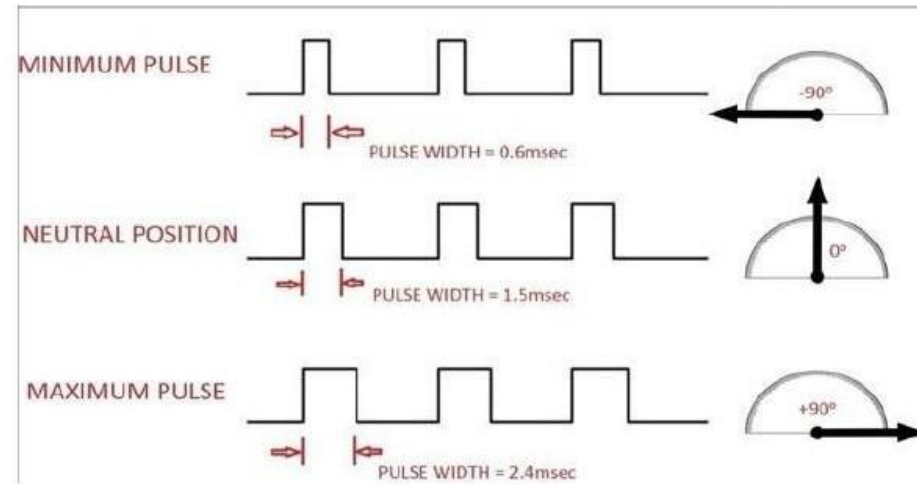 MINIMUM PULSE
-90º
PULSE WIDTH = 0.6msec
NEUTRAL POSITION
0º
PULSE WIDTH = 1.5msec
MAXIMUM PULSE
+90º
PULSE WIDTH = 2.4msec